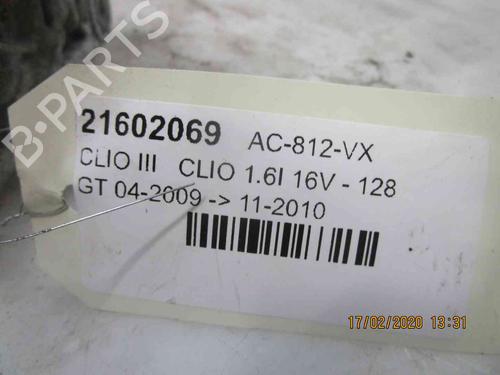 B-PARTS
21602069 AC-812-VX
CLIO III CLIO 1.6I 16V - 128
GT 04-2009 -> 11-2010
17/02/2020 13:31